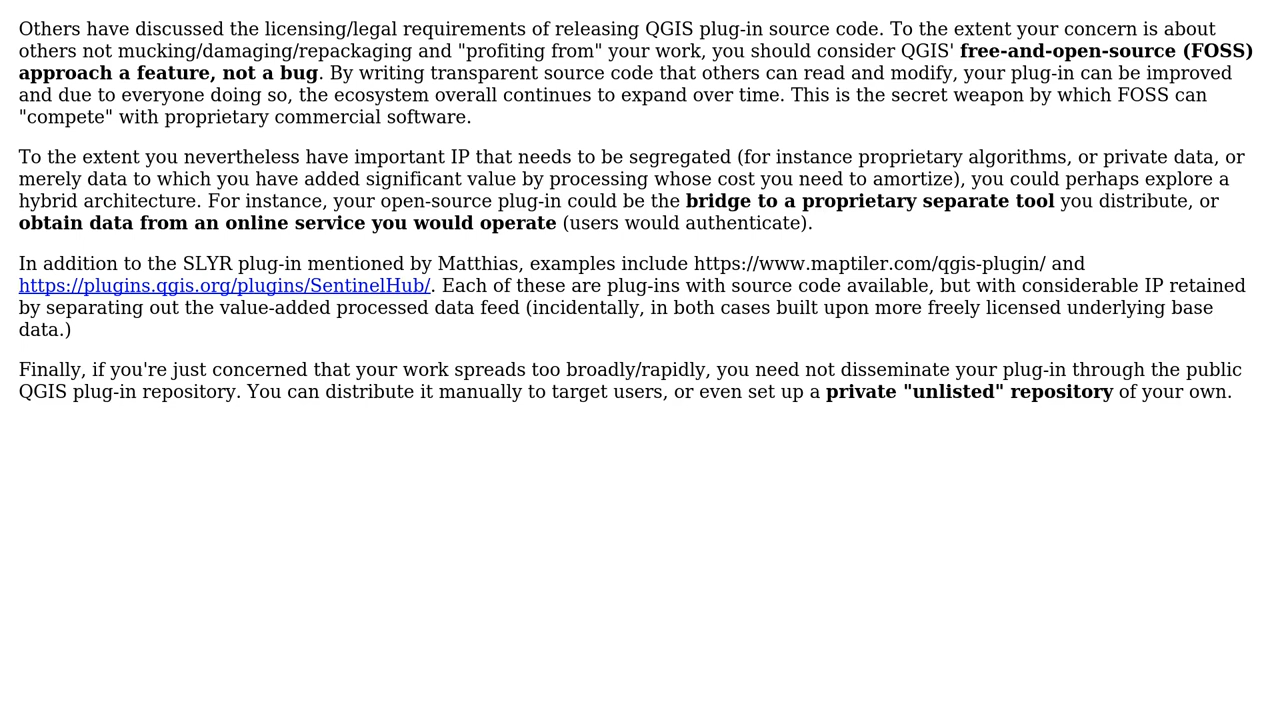 Others have discussed the licensing/legal requirements of releasing QGIS plug-in source code. To the extent your concern is about
others not mucking/damaging/repackaging and "profiting from" your work, you should consider QGIS' free-and-open-source (FOSS)
approach a feature, not a bug. By writing transparent source code that others can read and modify, your plug-in can be improved
and due to everyone doing so, the ecosystem overall continues to expand over time. This is the secret weapon by which FOSS can
"compete" with proprietary commercial software.
To the extent you nevertheless have important IP that needs to be segregated (for instance proprietary algorithms, or private data, or
merely data to which you have added significant value by processing whose cost you need to amortize), you could perhaps explore a
hybrid architecture. For instance, your open-source plug-in could be the bridge to a proprietary separate tool you distribute, or
obtain data from an online service you would operate (users would authenticate).
In addition to the SLYR plug-in mentioned by Matthias, examples include https://www.maptiler.com/qgis-plugin/ and
https://plugins.qgis.org/plugins/SentinelHub/. Each of these are plug-ins with source code available, but with considerable IP retained
by separating out the value-added processed data feed (incidentally, in both cases built upon more freely licensed underlying base
data.)
Finally, if you're just concerned that your work spreads too broadly/rapidly, you need not disseminate your plug-in through the public
QGIS plug-in repository. You can distribute it manually to target users, or even set up a private "unlisted" repository of your own.